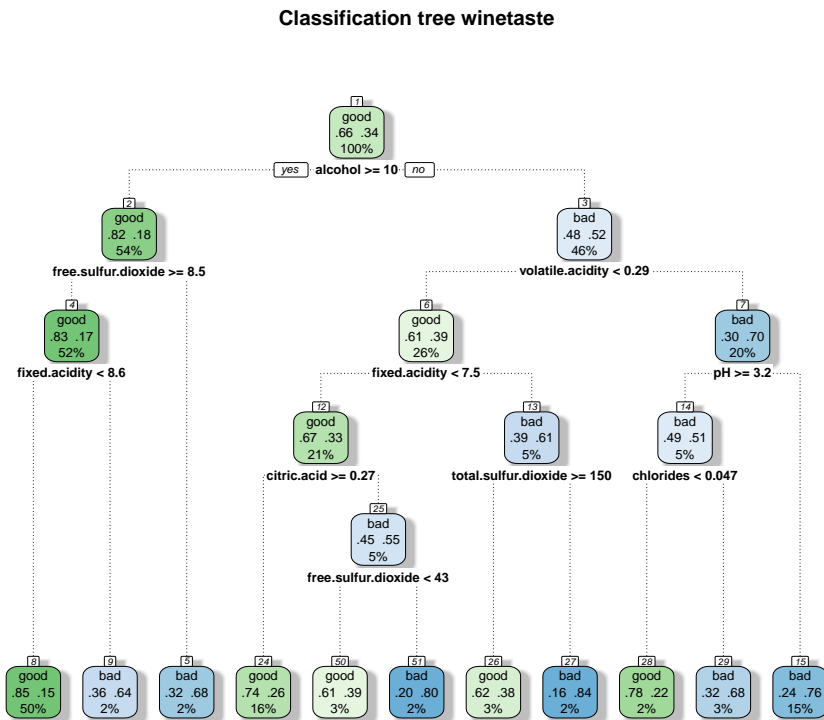 Classification tree winetaste
1
good
.66 .34
100%
yes alcohol >= 10 no
2
good
.82 .18
54%
free.sulfur.dioxide >= 8.5
3
bad
.48 .52
46%
volatile.acidity < 0.29
4
good
.83 .17
52%
fixed.acidity < 8.6
6
good
.61 .39
26%
fixed.acidity < 7.5
7
bad
.30 .70
20%
pH >= 3.2
12
good
.67 .33
21%
citric.acid >= 0.27
13
bad
.39 .61
5%
total.sulfur.dioxide >= 150
14
bad
.49 .51
5%
chlorides < 0.047
25
bad
.45 .55
5%
free.sulfur.dioxide < 43
8
good
.85 .15
50%
9
bad
.36 .64
2%
5
bad
.32 .68
2%
24
good
.74 .26
16%
50
good
.61 .39
3%
51
bad
.20 .80
2%
26
good
.62 .38
3%
27
bad
.16 .84
2%
28
good
.78 .22
2%
29
bad
.32 .68
3%
15
bad
.24 .76
15%